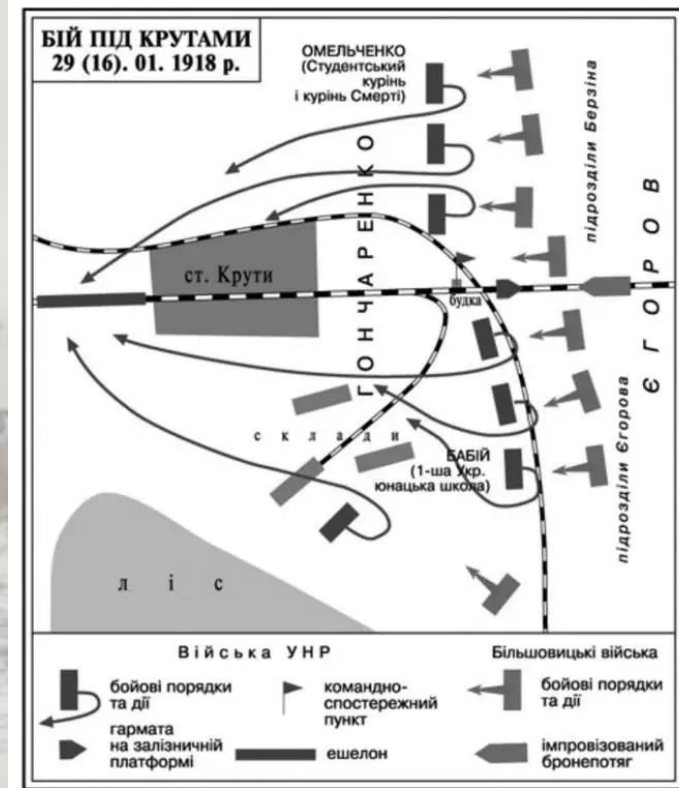 БІЙ ПІД КРУТАМИ
29 (16). 01. 1918 р.
ОМЕЛЬЧЕНКО
(Студентський
курінь
і курінь Смерті)
підрозділи Берзіна
ЄГОРОВ
ГОНЧАРЕНКО
ст. Крути
будка
склади
БАБІЙ
(1-ша Укр.
юнацька школа)
підрозділи Єгорова
ліс
Війська УНР
бойові порядки
та дії
гармата
на залізничній
платформі
командно-
спостережний
пункт
ешелон
Більшовицькі війська
бойові порядки
та дії
імпровізований
бронепотяг